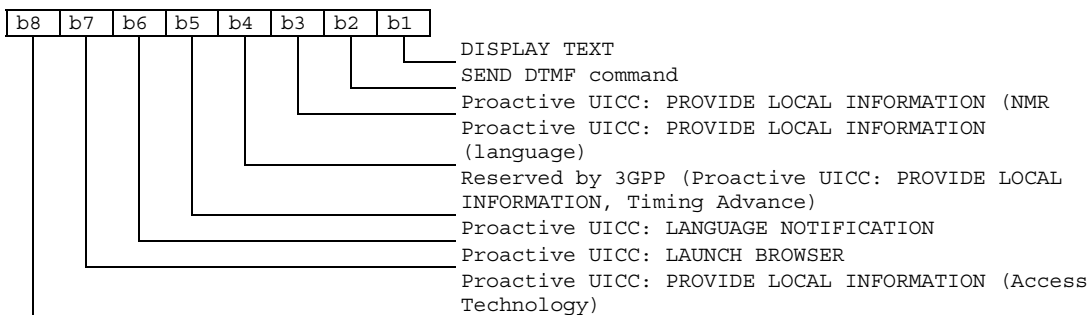 b8 b7 b6 b5 b4 b3 b2 b1
DISPLAY TEXT
SEND DTMF command
Proactive UICC: PROVIDE LOCAL INFORMATION (NMR
Proactive UICC: PROVIDE LOCAL INFORMATION
(language)
Reserved by 3GPP (Proactive UICC: PROVIDE LOCAL
INFORMATION, Timing Advance)
Proactive UICC: LANGUAGE NOTIFICATION
Proactive UICC: LAUNCH BROWSER
Proactive UICC: PROVIDE LOCAL INFORMATION (Access
Technology)